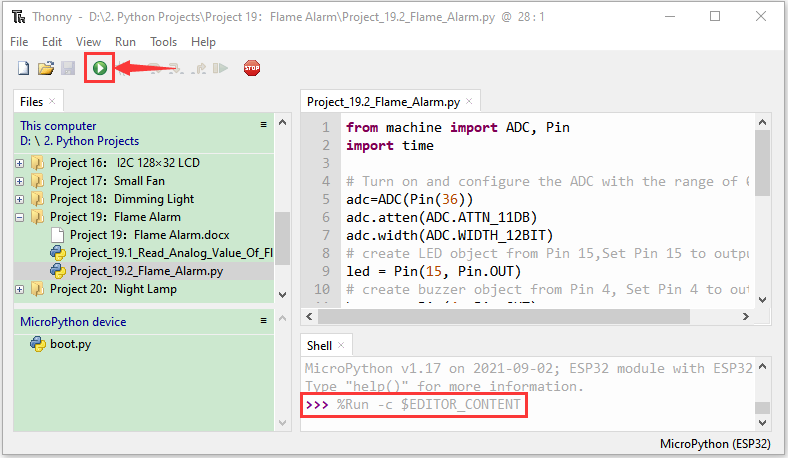 Thonny - D:\2. Python Projects\Project 19: Flame Alarm\Project_19.2_Flame_Alarm.py @ 28 : 1
File Edit View Run Tools Help
STOP
Files
This computer
D: \ 2. Python Projects
Project 16: I2C 128×32 LCD
Project 17: Small Fan
Project 18: Dimming Light
Project 19: Flame Alarm
Project 19: Flame Alarm.docx
Project_19.1_Read_Analog_Value_Of_Fl
Project_19.2_Flame_Alarm.py
Project 20: Night Lamp
MicroPython device
boot.py
Project_19.2_Flame_Alarm.py
1 from machine import ADC, Pin
2 import time
3
4 # Turn on and configure the ADC with the range of
5 adc=ADC(Pin(36))
6 adc.atten(ADC.ATTN_11DB)
7 adc.width(ADC.WIDTH_12BIT)
8 # create LED object from Pin 15,Set Pin 15 to outpu
9 led = Pin(15, Pin.OUT)
10 # create buzzer object from Pin 4, Set Pin 4 to out
Shell
MicroPython v1.17 on 2021-09-02; ESP32 module with ESP32
Type "help()" for more information.
>>> %Run -c $EDITOR_CONTENT
MicroPython (ESP32)